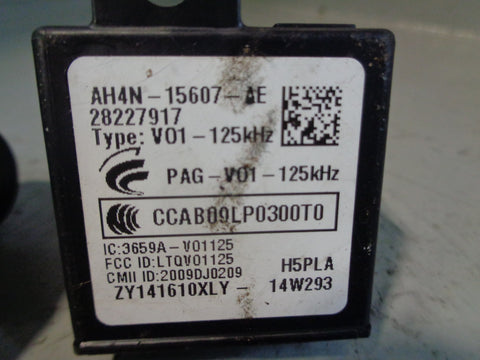 AH4N-15607-AE
28227917
Type: V01-125kHz
PAG-V01-125kHz
CCAB09LP0300T0
IC:3659A-V01125
FCC ID:LTQV01125
CMII ID:2009DJ0209
H5PLA
ZY141610XLY- 14W293